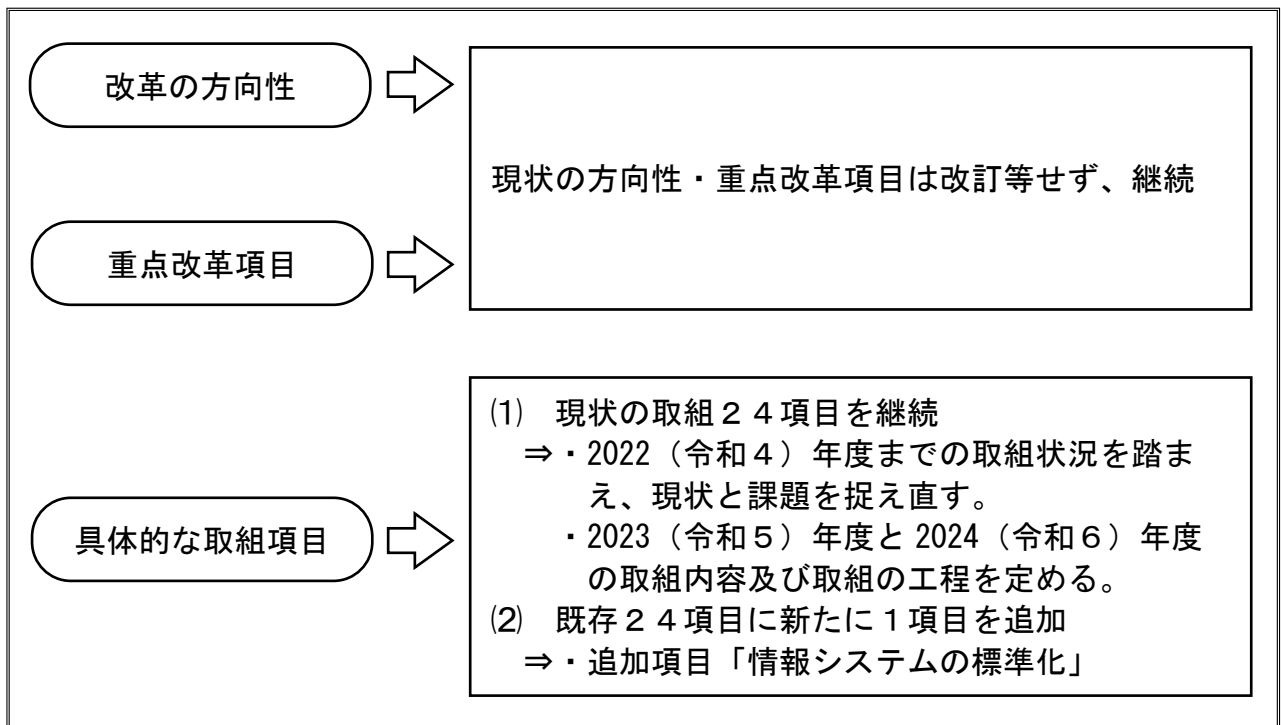 改革の方向性
重点改革項目
現状の方向性・重点改革項目は改訂等せず、継続
具体的な取組項目
⑴　現状の取組２４項目を継続
⇒・2022（令和４）年度までの取組状況を踏ま
え、現状と課題を捉え直す。
・2023（令和５）年度と 2024（令和６）年度
の取組内容及び取組の工程を定める。
⑵　既存２４項目に新たに１項目を追加
⇒・追加項目「情報システムの標準化」